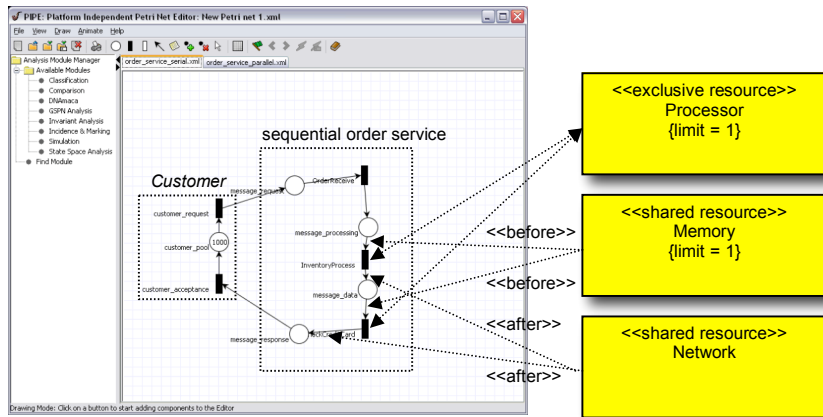 PIPE: Platform Independent Petri Net Editor: New Petri net 1.xml
File View Draw Animate Help
Analysis Module Manager
Available Modules
Classification
Comparison
DNAmaca
GSPN Analysis
Invariant Analysis
Incidence & Marking
Simulation
State Space Analysis
Find Module
order_service_serial.xml order_service_parallel.xml
sequential order service
Customer
message_request
OrderReceive
customer_request
message_processing
customer_pool
1000
InventoryProcess
customer_acceptance
message_data
message_response
<<before>>
<<before>>
<<after>>
<<after>>
<<exclusive resource>>
Processor
{limit = 1}
<<shared resource>>
Memory
{limit = 1}
<<shared resource>>
Network
Drawing Mode: Click on a button to start adding components to the Editor